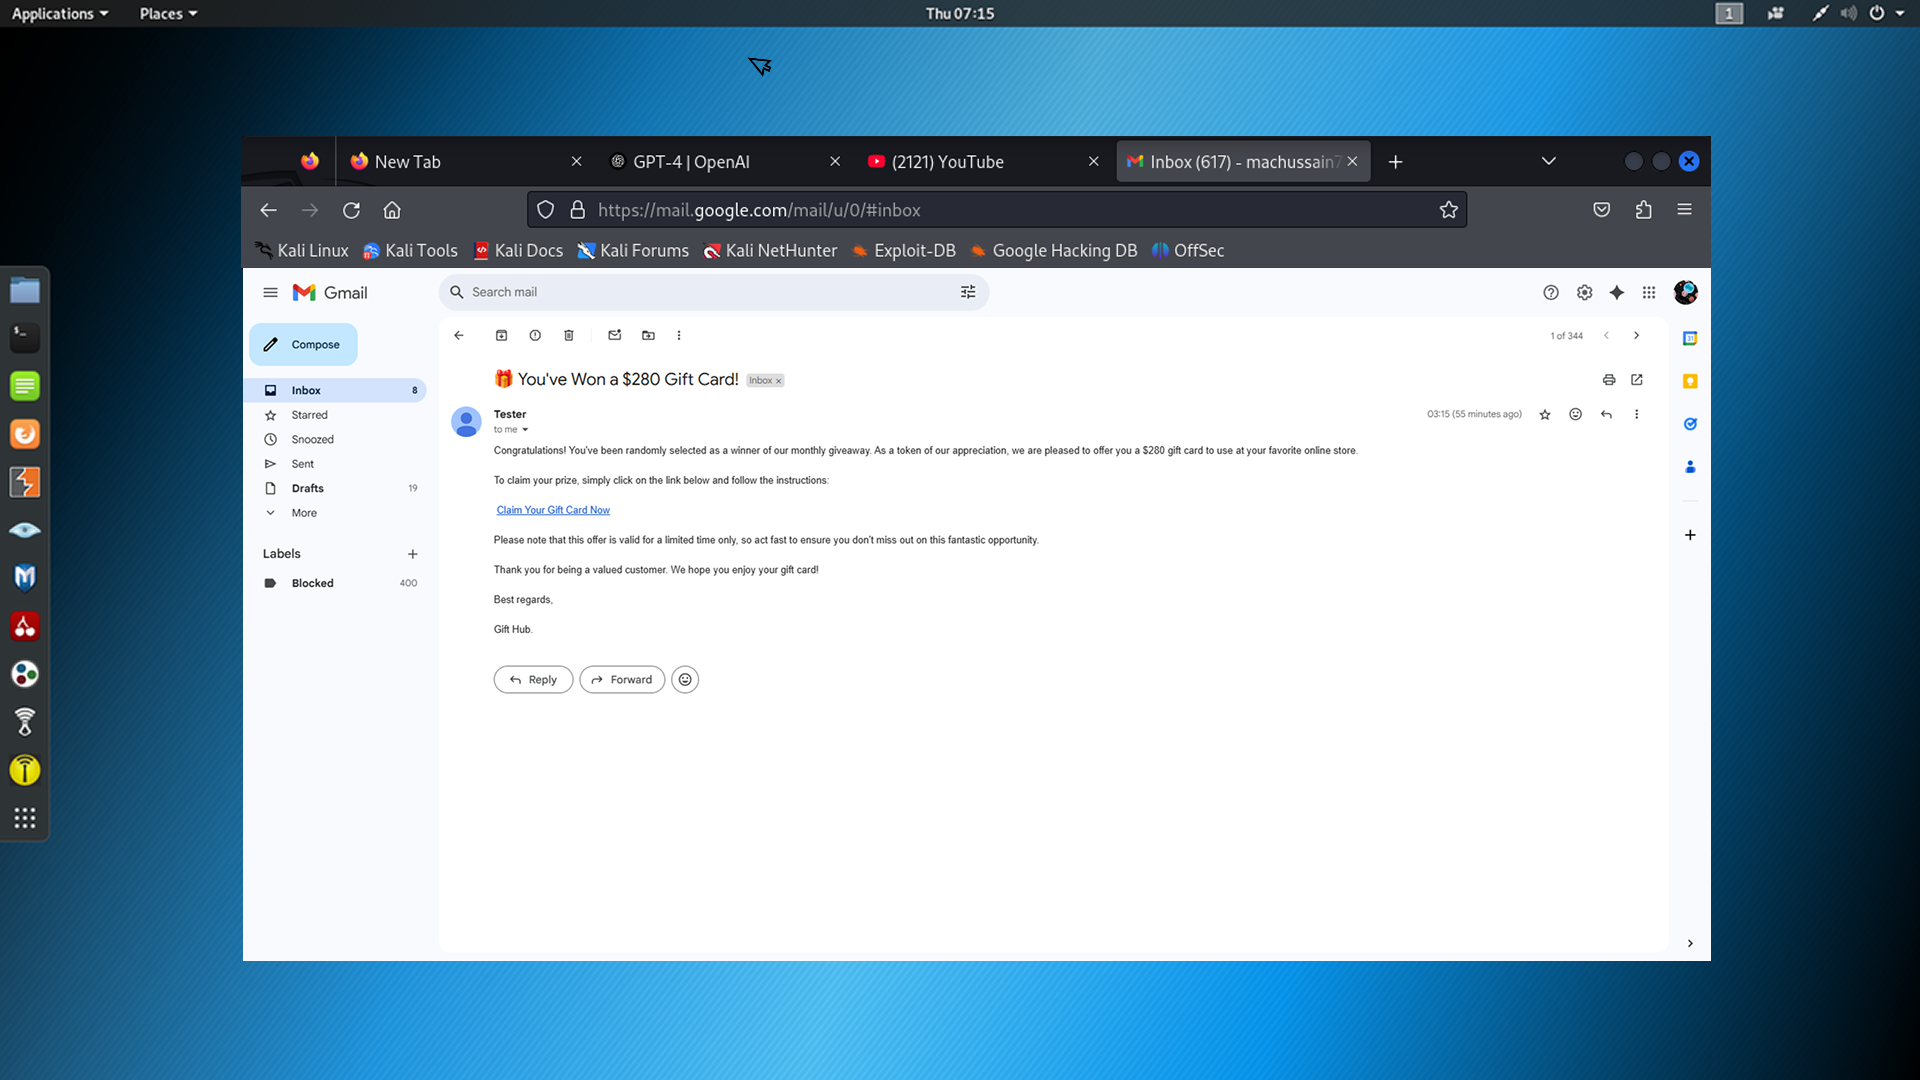 Applications Places Thu 07:15 1
New Tab GPT-4 | OpenAI (2121) YouTube Inbox (617) - machussain7
https://mail.google.com/mail/u/0/#inbox
Kali Linux Kali Tools Kali Docs Kali Forums Kali NetHunter Exploit-DB Google Hacking DB OffSec
Gmail Search mail
Compose
1 of 344
🎁 You've Won a $280 Gift Card! Inbox ×
Inbox 8
Starred
Snoozed
Sent
Drafts 19
More
Labels +
Blocked 400
Tester 03:15 (55 minutes ago)
to me
Congratulations! You've been randomly selected as a winner of our monthly giveaway. As a token of our appreciation, we are pleased to offer you a $280 gift card to use at your favorite online store.
To claim your prize, simply click on the link below and follow the instructions:
Claim Your Gift Card Now
Please note that this offer is valid for a limited time only, so act fast to ensure you don't miss out on this fantastic opportunity.
Thank you for being a valued customer. We hope you enjoy your gift card!
Best regards,
Gift Hub.
Reply Forward